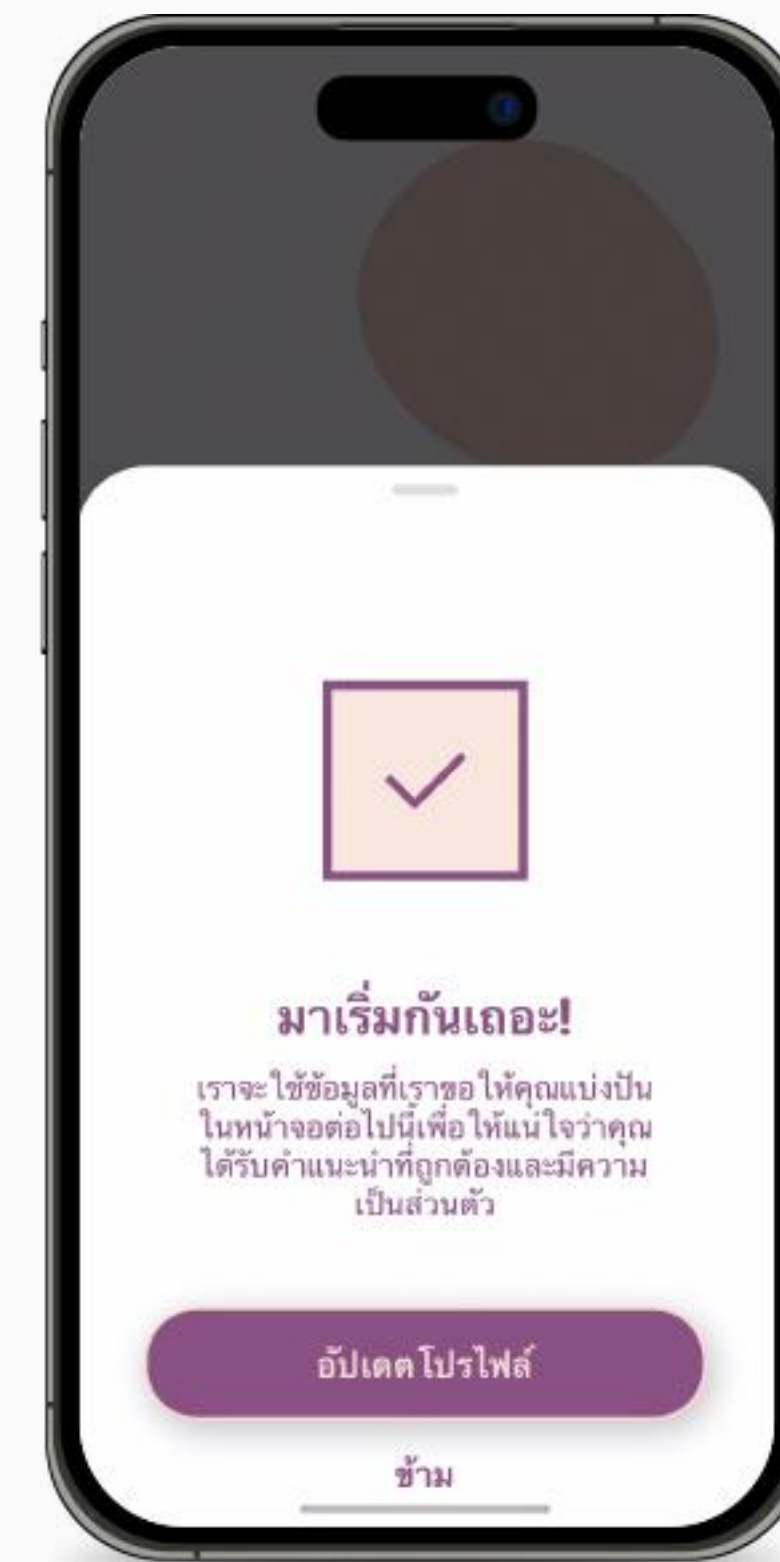 มาเริ่มกันเถอะ!
เราจะใช้ข้อมูลที่เราขอให้คุณแบ่งปัน
ในหน้าจอต่อไปนี้เพื่อให้แน่ใจว่าคุณ
ได้รับคำแนะนำที่ถูกต้องและมีความ
เป็นส่วนตัว
อัปเดตโปรไฟล์
ข้าม